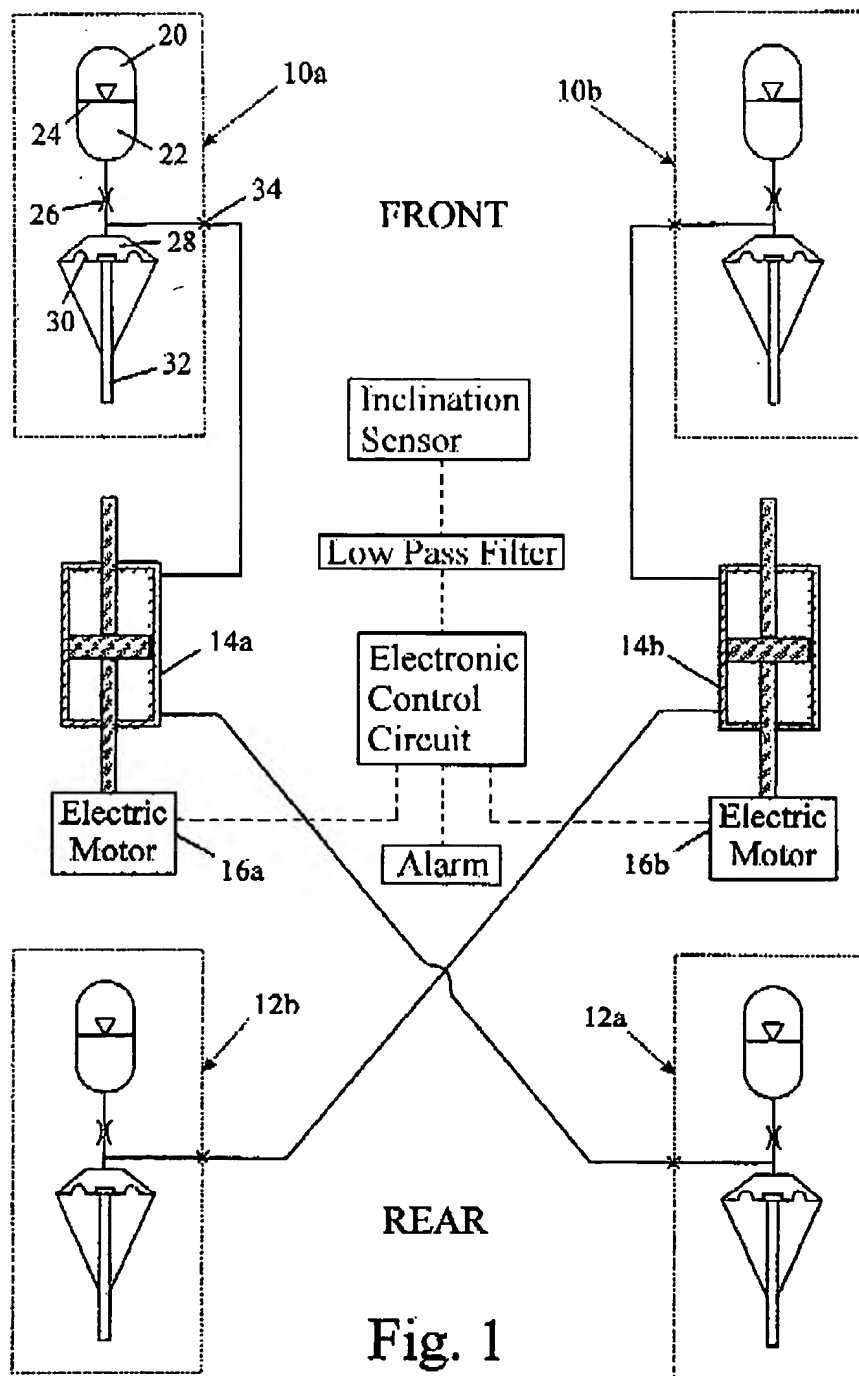 20
10a
10b
24
22
26
34
FRONT
28
30
32
Inclination
Sensor
Low Pass Filter
14a
14b
Electronic
Control
Circuit
Electric
Motor
Electric
Motor
16a
Alarm
16b
12b
12a
REAR
Fig. 1